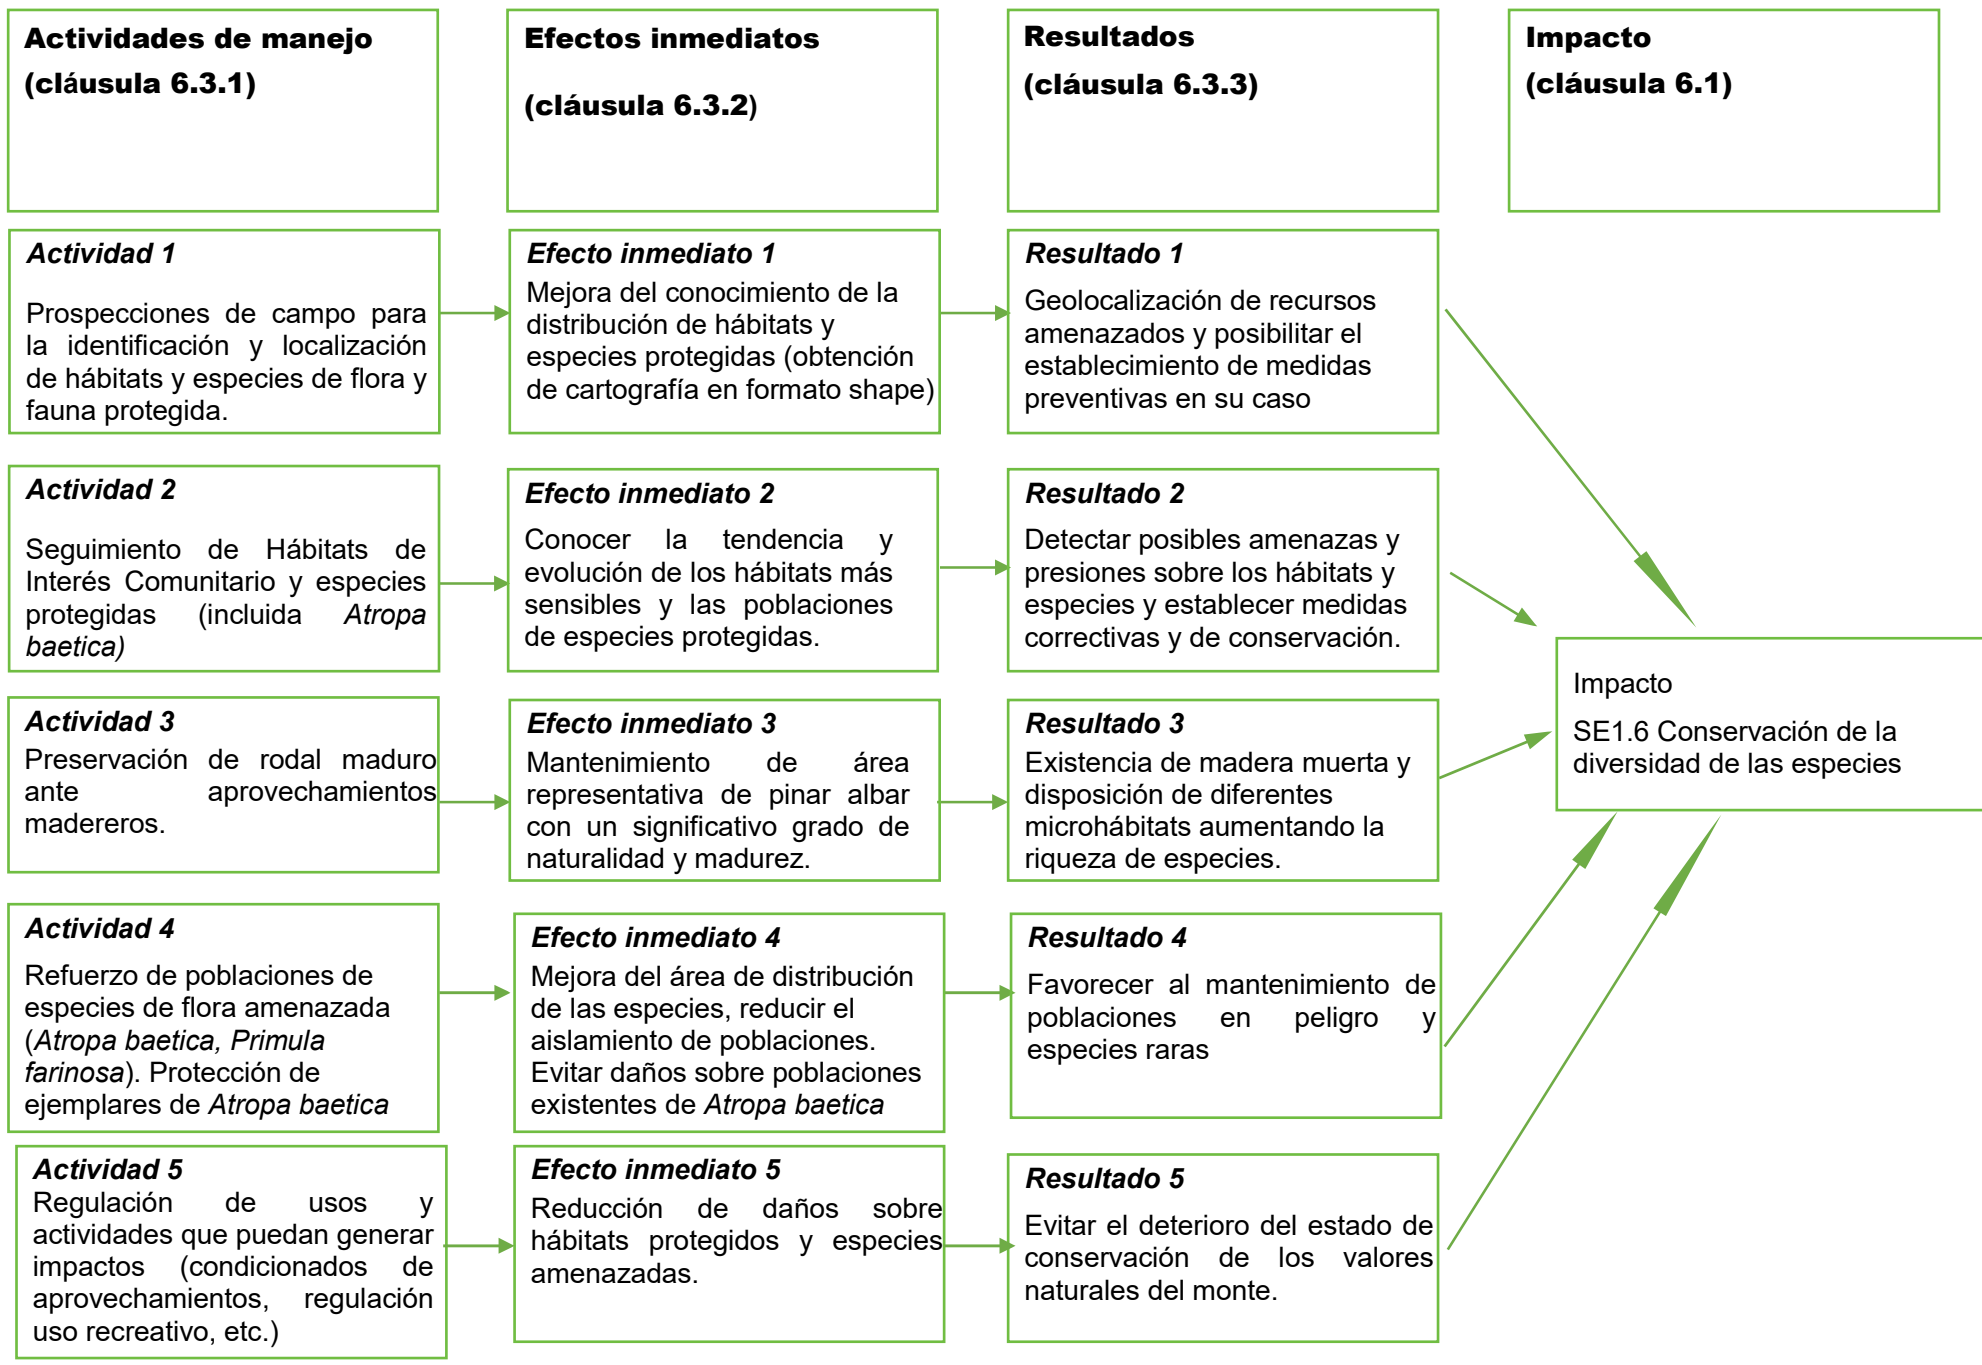 Actividades de manejo
(cláusula 6.3.1)
Efectos inmediatos
(cláusula 6.3.2)
Resultados
(cláusula 6.3.3)
Impacto
(cláusula 6.1)
Actividad 1
Prospecciones de campo para
la identificación y localización
de hábitats y especies de flora y
fauna protegida.
Efecto inmediato 1
Mejora del conocimiento de la
distribución de hábitats y
especies protegidas (obtención
de cartografía en formato shape)
Resultado 1
Geolocalización de recursos
amenazados y posibilitar el
establecimiento de medidas
preventivas en su caso
Actividad 2
Seguimiento de Hábitats de
Interés Comunitario y especies
protegidas (incluida Atropa
baetica)
Efecto inmediato 2
Conocer la tendencia y
evolución de los hábitats más
sensibles y las poblaciones
de especies protegidas.
Resultado 2
Detectar posibles amenazas y
presiones sobre los hábitats y
especies y establecer medidas
correctivas y de conservación.
Actividad 3
Preservación de rodal maduro
ante aprovechamientos
madereros.
Efecto inmediato 3
Mantenimiento de área
representativa de pinar albar
con un significativo grado de
naturalidad y madurez.
Resultado 3
Existencia de madera muerta y
disposición de diferentes
microhábitats aumentando la
riqueza de especies.
Impacto
SE1.6 Conservación de la
diversidad de las especies
Actividad 4
Refuerzo de poblaciones de
especies de flora amenazada
(Atropa baetica, Primula
farinosa). Protección de
ejemplares de Atropa baetica
Efecto inmediato 4
Mejora del área de distribución
de las especies, reducir el
aislamiento de poblaciones.
Evitar daños sobre poblaciones
existentes de Atropa baetica
Resultado 4
Favorecer al mantenimiento de
poblaciones en peligro y
especies raras
Actividad 5
Regulación de usos y
actividades que puedan generar
impactos (condicionados de
aprovechamientos, regulación
uso recreativo, etc.)
Efecto inmediato 5
Reducción de daños sobre
hábitats protegidos y especies
amenazadas.
Resultado 5
Evitar el deterioro del estado de
conservación de los valores
naturales del monte.